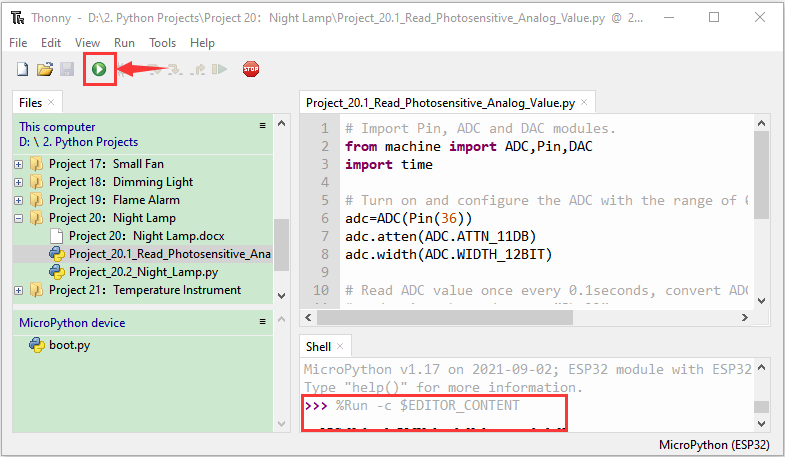 Thonny - D:\2. Python Projects\Project 20: Night Lamp\Project_20.1_Read_Photosensitive_Analog_Value.py @ 2...
File Edit View Run Tools Help
STOP
Files
This computer
D: \ 2. Python Projects
Project 17: Small Fan
Project 18: Dimming Light
Project 19: Flame Alarm
Project 20: Night Lamp
Project 20: Night Lamp.docx
Project_20.1_Read_Photosensitive_Ana
Project_20.2_Night_Lamp.py
Project 21: Temperature Instrument
MicroPython device
boot.py
Project_20.1_Read_Photosensitive_Analog_Value.py
1 # Import Pin, ADC and DAC modules.
2 from machine import ADC,Pin,DAC
3 import time
4
5 # Turn on and configure the ADC with the range of 0
6 adc=ADC(Pin(36))
7 adc.atten(ADC.ATTN_11DB)
8 adc.width(ADC.WIDTH_12BIT)
9
10 # Read ADC value once every 0.1seconds, convert ADC
11
Shell
MicroPython v1.17 on 2021-09-02; ESP32 module with ESP32
Type "help()" for more information.
>>> %Run -c $EDITOR_CONTENT
MicroPython (ESP32)